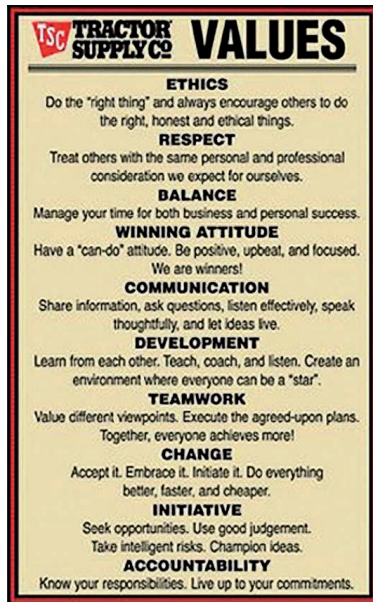 TSC TRACTOR SUPPLY CO VALUES
ETHICS
Do the "right thing" and always encourage others to do
the right, honest and ethical things.
RESPECT
Treat others with the same personal and professional
consideration we expect for ourselves.
BALANCE
Manage your time for both business and personal success.
WINNING ATTITUDE
Have a "can-do" attitude. Be positive, upbeat, and focused.
We are winners!
COMMUNICATION
Share information, ask questions, listen effectively, speak
thoughtfully, and let ideas live.
DEVELOPMENT
Learn from each other. Teach, coach, and listen. Create an
environment where everyone can be a "star".
TEAMWORK
Value different viewpoints. Execute the agreed-upon plans.
Together, everyone achieves more!
CHANGE
Accept it. Embrace it. Initiate it. Do everything
better, faster, and cheaper.
INITIATIVE
Seek opportunities. Use good judgement.
Take intelligent risks. Champion ideas.
ACCOUNTABILITY
Know your responsibilities. Live up to your commitments.